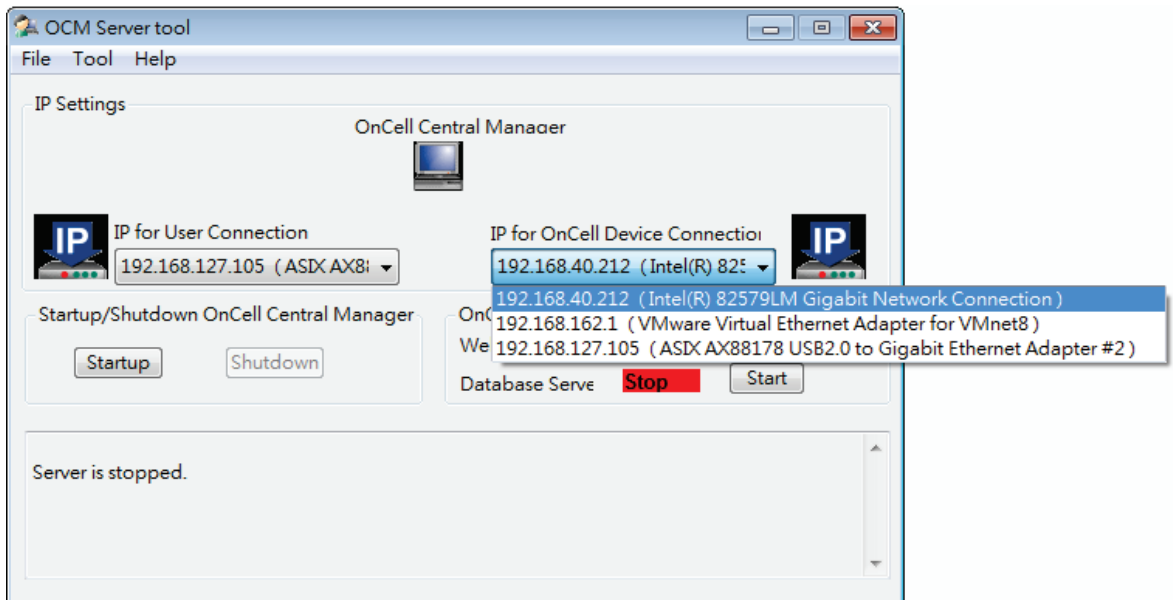 OCM Server tool
File Tool Help
IP Settings
OnCell Central Manager
IP IP for User Connection
192.168.127.105 ( ASIX AX8
IP for OnCell Device Connection IP
192.168.40.212 ( Intel(R) 825
192.168.40.212 ( Intel(R) 82579LM Gigabit Network Connection )
192.168.162.1 ( VMware Virtual Ethernet Adapter for VMnet8 )
192.168.127.105 ( ASIX AX88178 USB2.0 to Gigabit Ethernet Adapter #2 )
Startup/Shutdown OnCell Central Manager
Startup Shutdown
On
We
Database Serve Stop Start
Server is stopped.